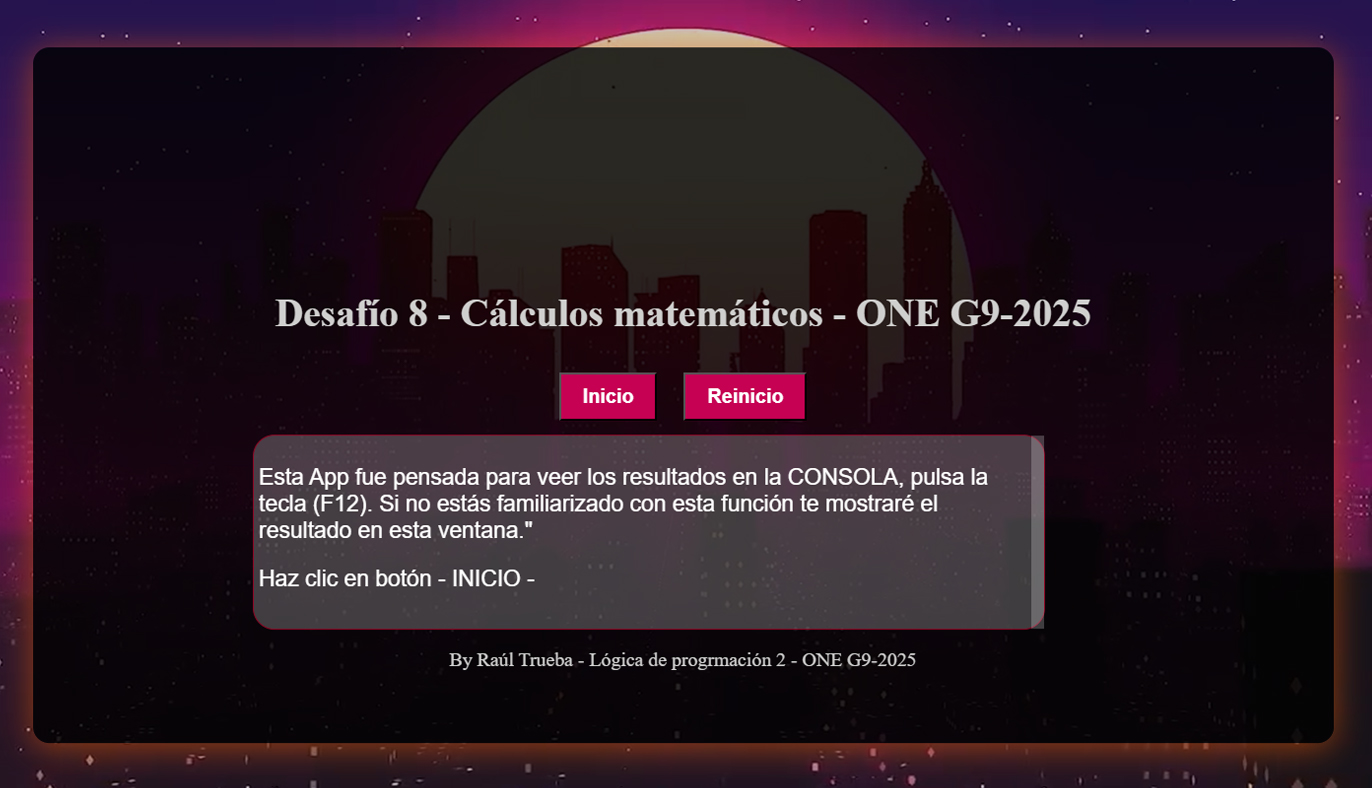 Desafío 8 - Cálculos matemáticos - ONE G9-2025
Inicio
Reinicio
Esta App fue pensada para veer los resultados en la CONSOLA, pulsa la
tecla (F12). Si no estás familiarizado con esta función te mostraré el
resultado en esta ventana."
Haz clic en botón - INICIO -
By Raúl Trueba - Lógica de progrmación 2 - ONE G9-2025